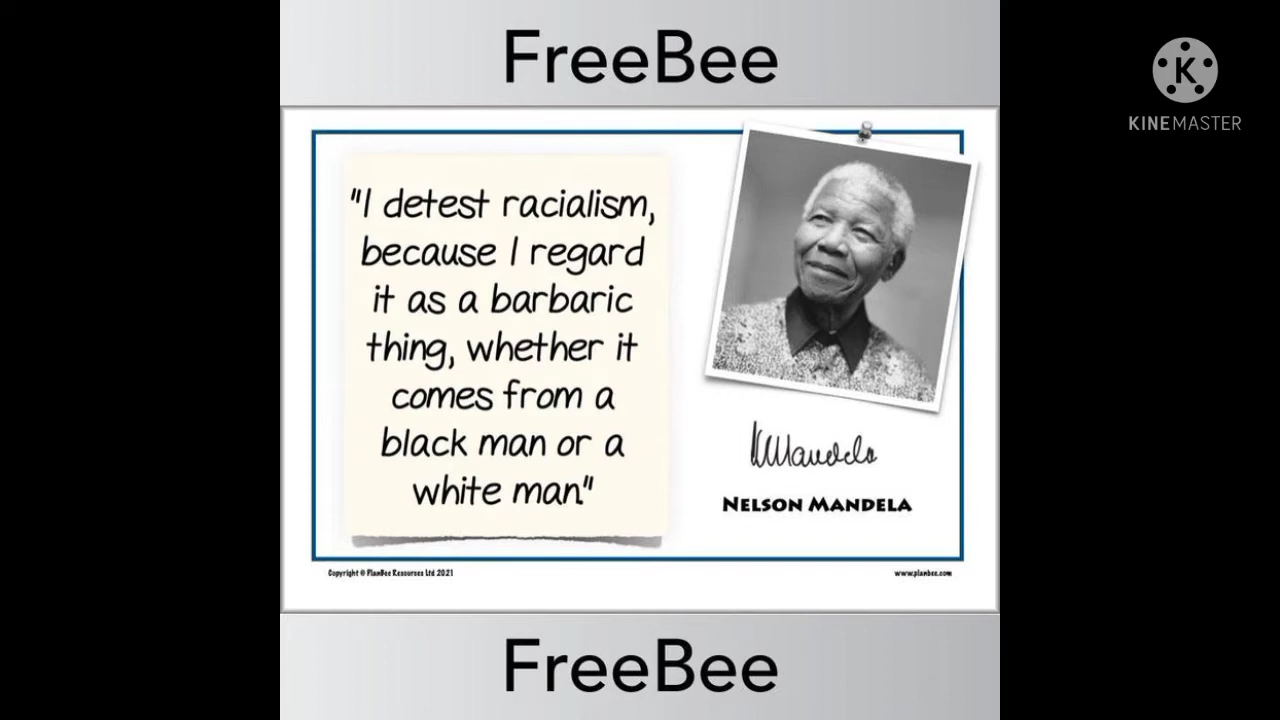 FreeBee
K
KINEMASTER
"I detest racialism,
because I regard
it as a barbaric
thing, whether it
comes from a
black man or a
white man."
NMandela
NELSON MANDELA
Copyright © PlanBee Resources Ltd 2021
www.planbee.com
FreeBee